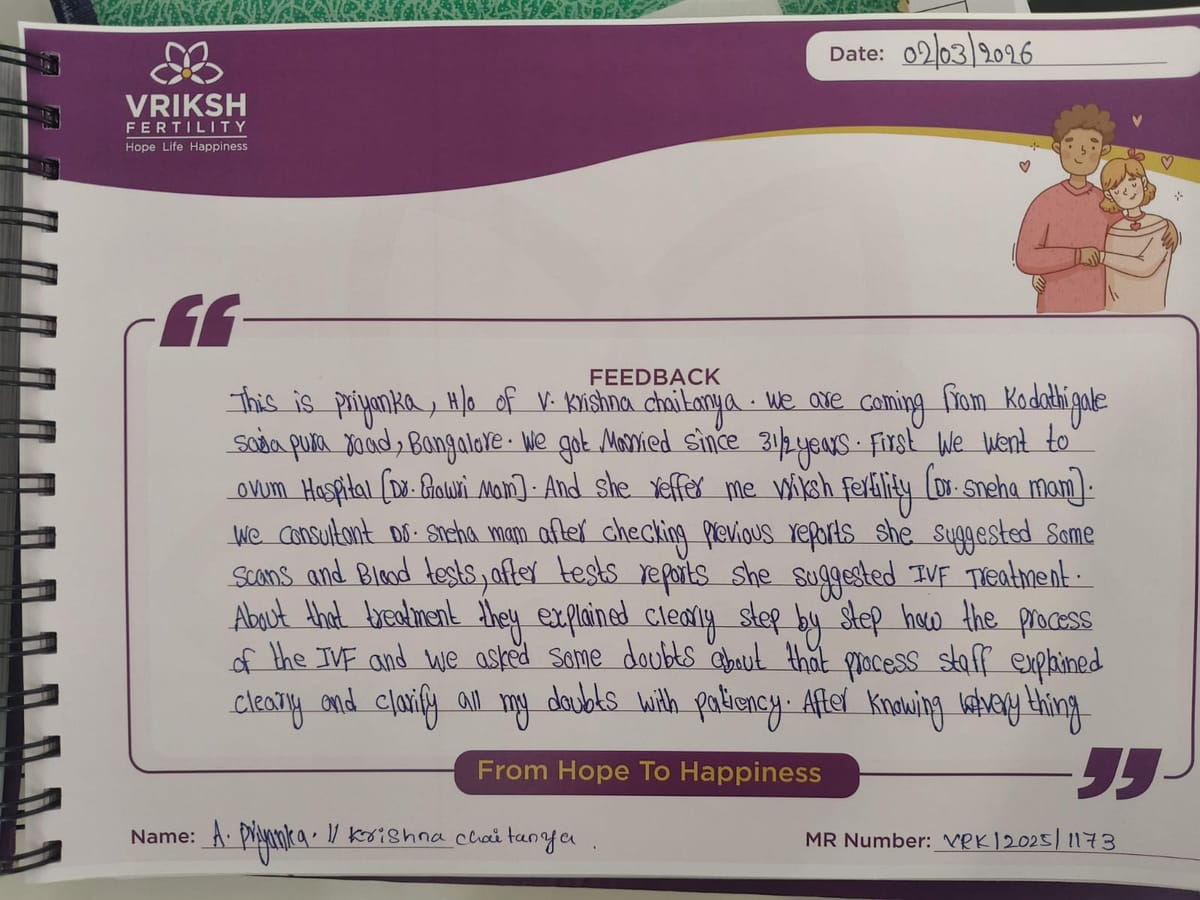 VRIKSH
FERTILITY
Hope Life Happiness
Date: 02/03/2026
FEEDBACK
This is priyanka, H/o of V. Krishna chaitanya. We are coming from Kodathi gate
saja pura road, Bangalore. We got Married since 3 1/2 years. First We Went to
ovum Hospital [Dr. Gowri Mam]. And she reffer me Vriksh Fertility [Dr. Sneha mam].
We Consultant Dr. Sneha mam after checking previous reports she suggested Some
Scans and Blood tests, after tests reports she suggested IVF Treatment.
About that treatment they explained clearly step by step how the process
of the IVF and we asked some doubts about that process staff explained
clearly and clarify all my doubts with patiency. After Knowing every thing
From Hope To Happiness
Name: A. Priyanka. // Krishna chaitanya.
MR Number: VRK/2025/1173